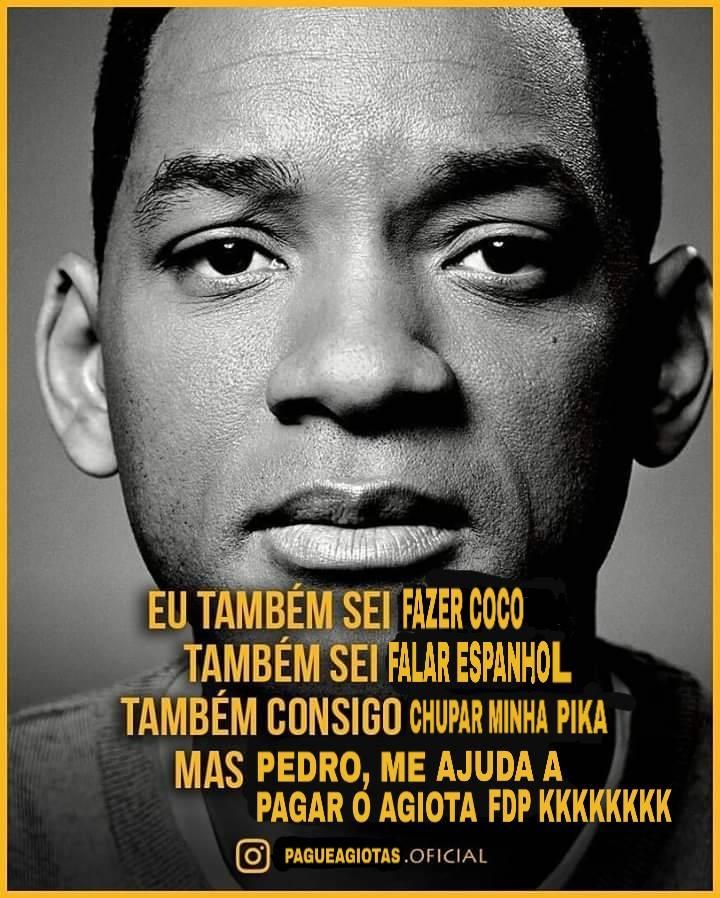 EU TAMBÉM SEI FAZER COCO
TAMBÉM SEI FALAR ESPANHOL
TAMBÉM CONSIGO CHUPAR MINHA PIKA
MAS PEDRO, ME AJUDA A
PAGAR O AGIOTA FDP KKKKKKKK
PAGUEAGIOTAS.OFICIAL